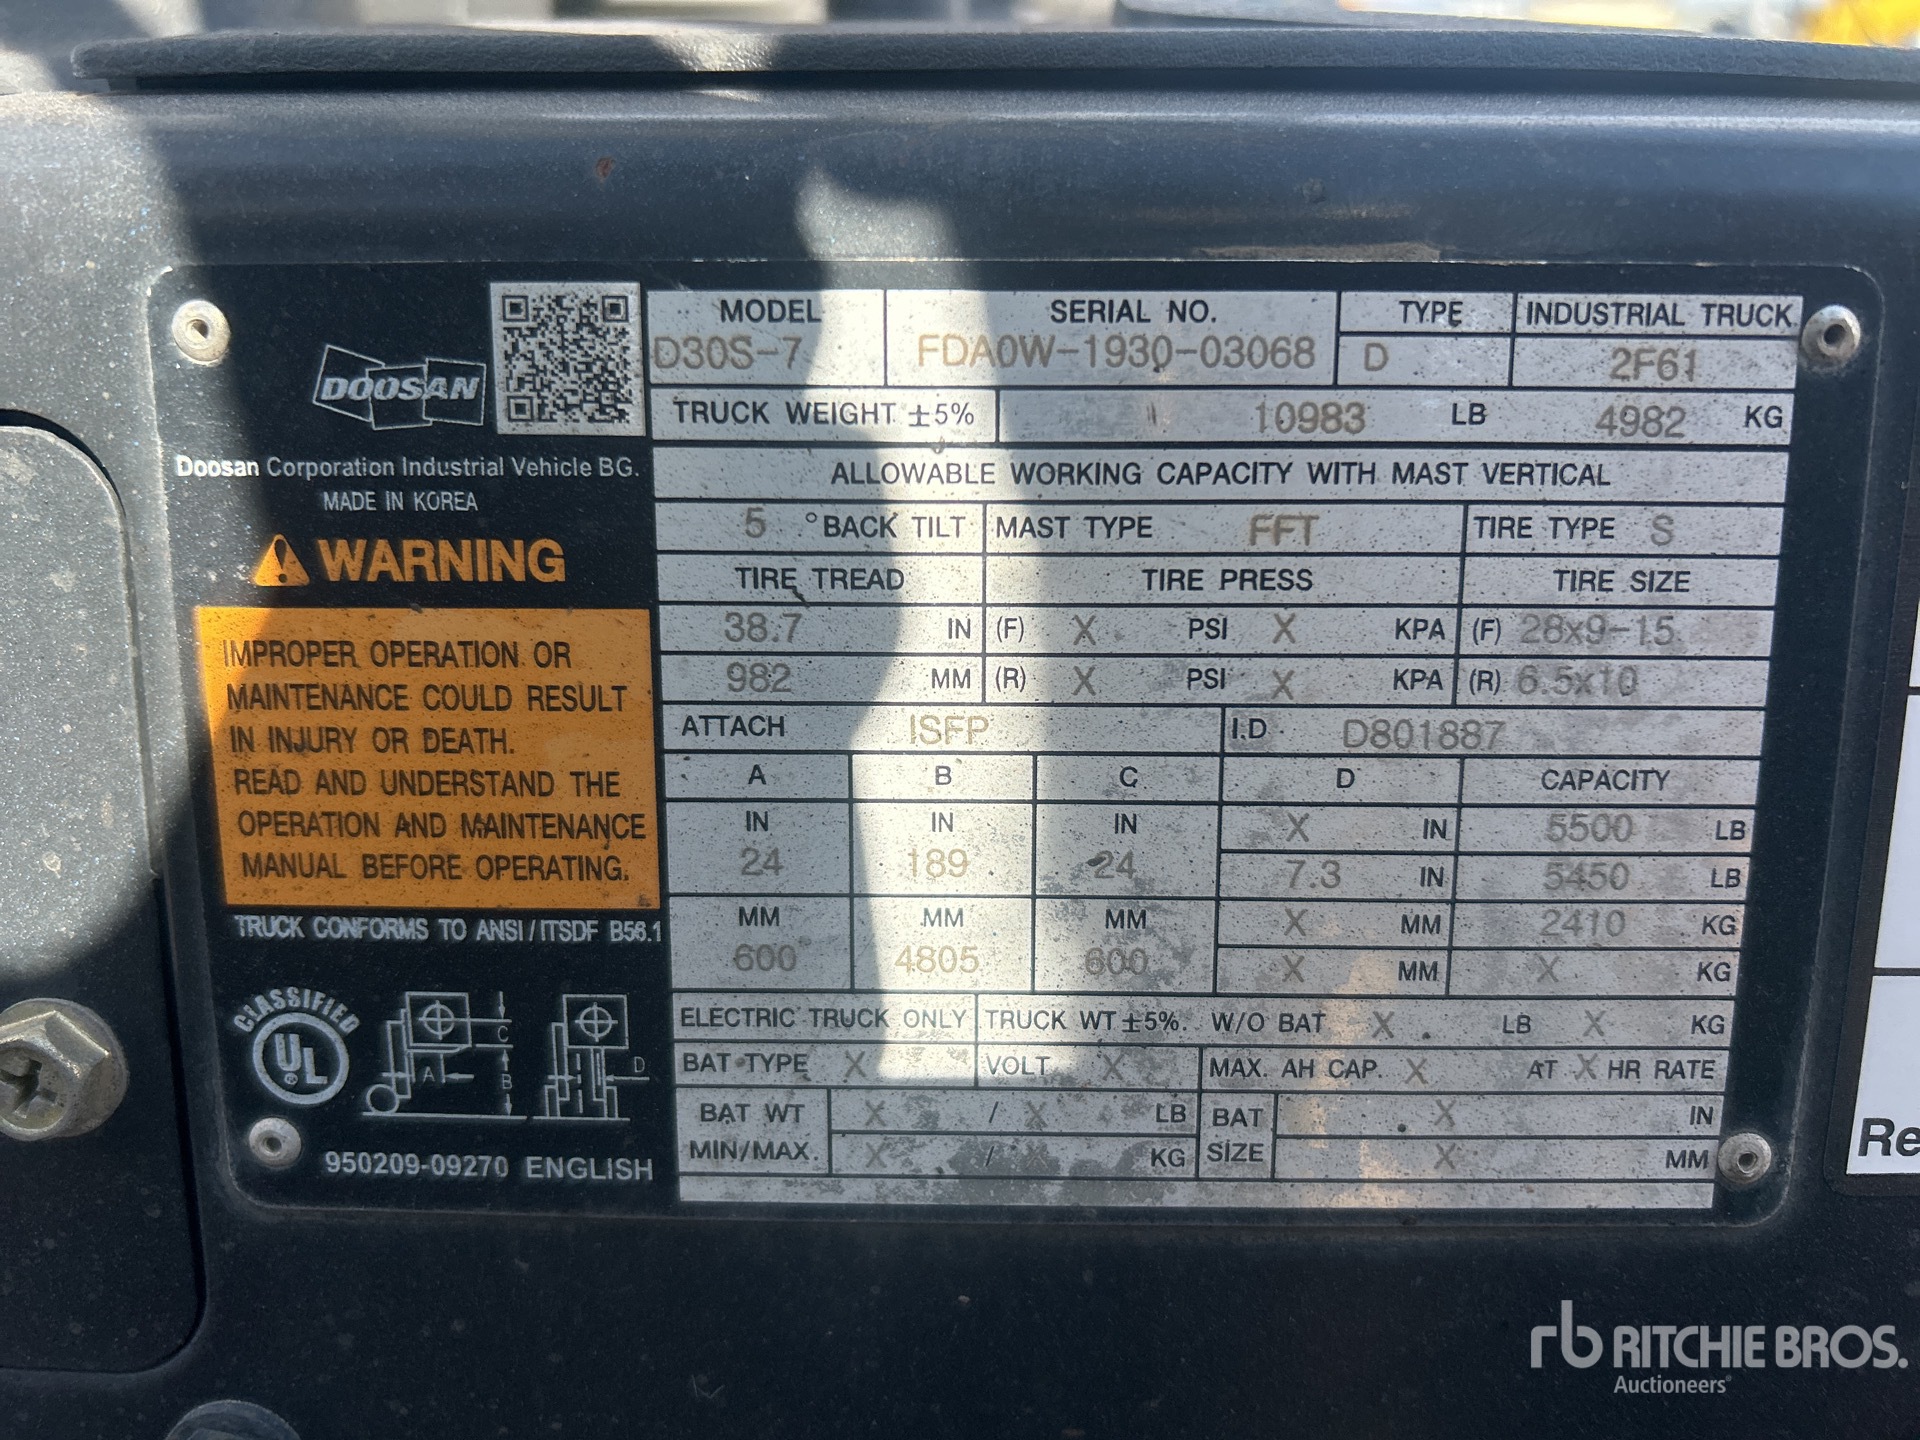 DOOSAN
Doosan Corporation Industrial Vehicle BG.
MADE IN KOREA
WARNING
IMPROPER OPERATION OR
MAINTENANCE COULD RESULT
IN INJURY OR DEATH.
READ AND UNDERSTAND THE
OPERATION AND MAINTENANCE
MANUAL BEFORE OPERATING.
TRUCK CONFORMS TO ANSI/ITSDF B56.1
CLASSIFIED
UL
A B C D
950209-09270 ENGLISH
MODEL SERIAL NO. TYPE INDUSTRIAL TRUCK
D30S-7 FDA0W-1930-03068 D 2F61
TRUCK WEIGHT ±5% 10983 LB 4982 KG
ALLOWABLE WORKING CAPACITY WITH MAST VERTICAL
5 °BACK TILT MAST TYPE FFT TIRE TYPE S
TIRE TREAD TIRE PRESS TIRE SIZE
38.7 IN (F) X PSI X KPA (F) 28x9-15
982 MM (R) X PSI X KPA (R) 6.5x10
ATTACH ISFP I.D D801887
A B C D CAPACITY
IN IN IN X IN 5500 LB
24 189 24 7.3 IN 5450 LB
MM MM MM X MM 2410 KG
600 4805 600 X MM X KG
ELECTRIC TRUCK ONLY TRUCK WT ±5%. W/O BAT X LB X KG
BAT TYPE X VOLT X MAX. AH CAP. X AT X HR RATE
BAT WT X / X LB BAT X IN
MIN/MAX. X / X KG SIZE X MM
Re
rb RITCHIE BROS.
Auctioneers